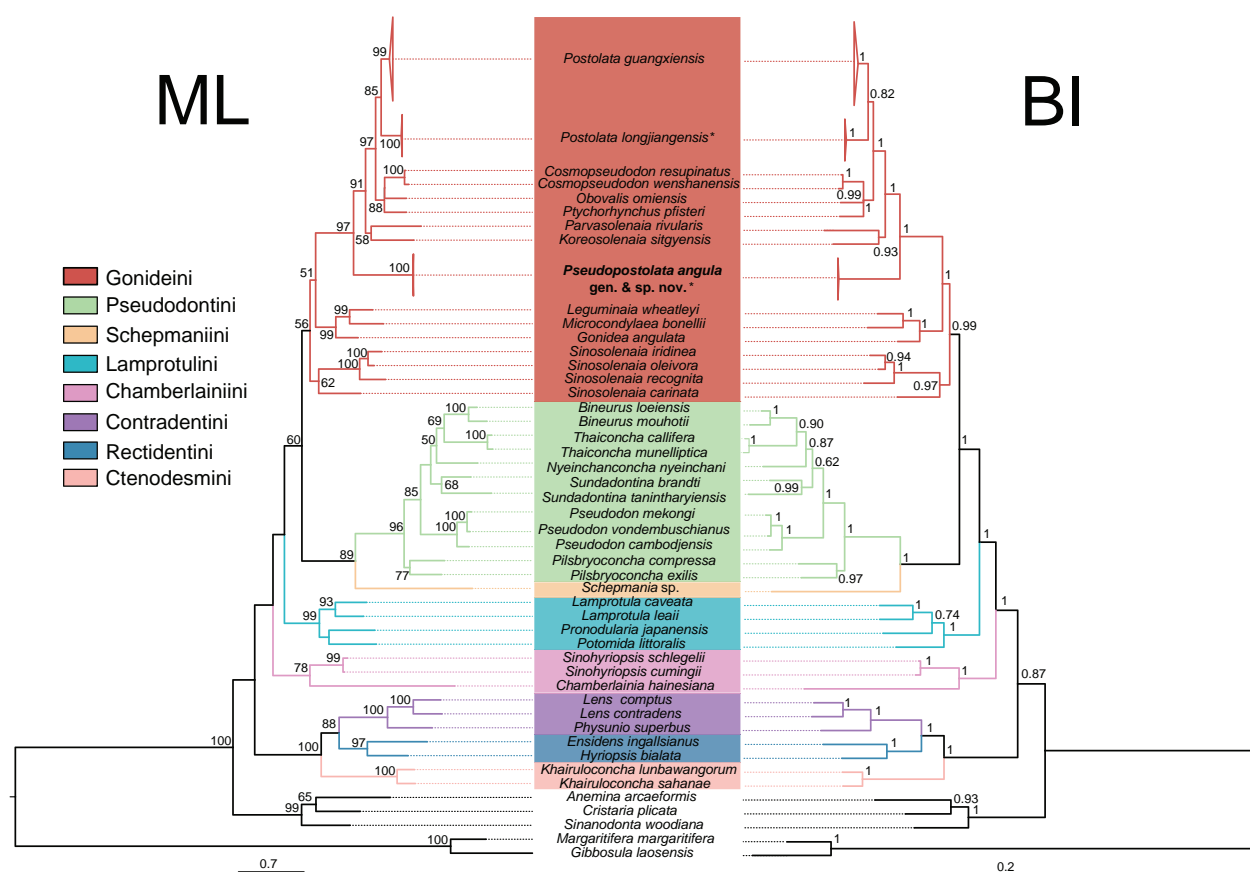 ML
BI
Gonideini
Pseudodontini
Schepmaniini
Lamprotulini
Chamberlainiini
Contradentini
Rectidentini
Ctenodesmini
Postolata guangxiensis
Postolata longjiangensis*
Cosmopseudodon resupinatus
Cosmopseudodon wenshanensis
Obovalis omiensis
Ptychorhynchus pfisteri
Parvasolenaia rivularis
Koreosolenaia sitgyensis
Pseudopostolata angula
gen. & sp. nov.*
Leguminaia wheatleyi
Microcondylaea bonellii
Gonidea angulata
Sinosolenaia iridinea
Sinosolenaia oleivora
Sinosolenaia recognita
Sinosolenaia carinata
Bineurus loeiensis
Bineurus mouhotii
Thaiconcha callifera
Thaiconcha munelliptica
Nyeinchanconcha nyeinchani
Sundadontina brandti
Sundadontina tanintharyiensis
Pseudodon mekongi
Pseudodon vondembuschianus
Pseudodon cambodjensis
Pilsbryoconcha compressa
Pilsbryoconcha exilis
Schepmania sp.
Lamprotula caveata
Lamprotula leaii
Pronodularia japanensis
Potomida littoralis
Sinohyriopsis schlegelii
Sinohyriopsis cumingii
Chamberlainia hainesiana
Lens comptus
Lens contradens
Physunio superbus
Ensidens ingallsianus
Hyriopsis bialata
Khairuloconcha lunbawangorum
Khairuloconcha sahanae
Anemina arcaeformis
Cristaria plicata
Sinanodonta woodiana
Margaritifera margaritifera
Gibbosula laosensis
99
85
100
97
100
91
88
97
58
100
51
99
99
56
100
100
62
60
100
69
100
50
68
85
100
100
96
89
77
93
99
99
78
100
100
88
97
100
100
100
65
99
100
0.7
1
0.82
1
1
1
0.99
1
1
0.93
1
1
1
1
0.99
0.94
1
0.97
1
0.90
1
0.87
0.62
0.99
1
1
1
1
1
0.97
1
1
0.74
1
1
1
1
0.87
1
1
1
1
1
1
0.93
1
1
0.2